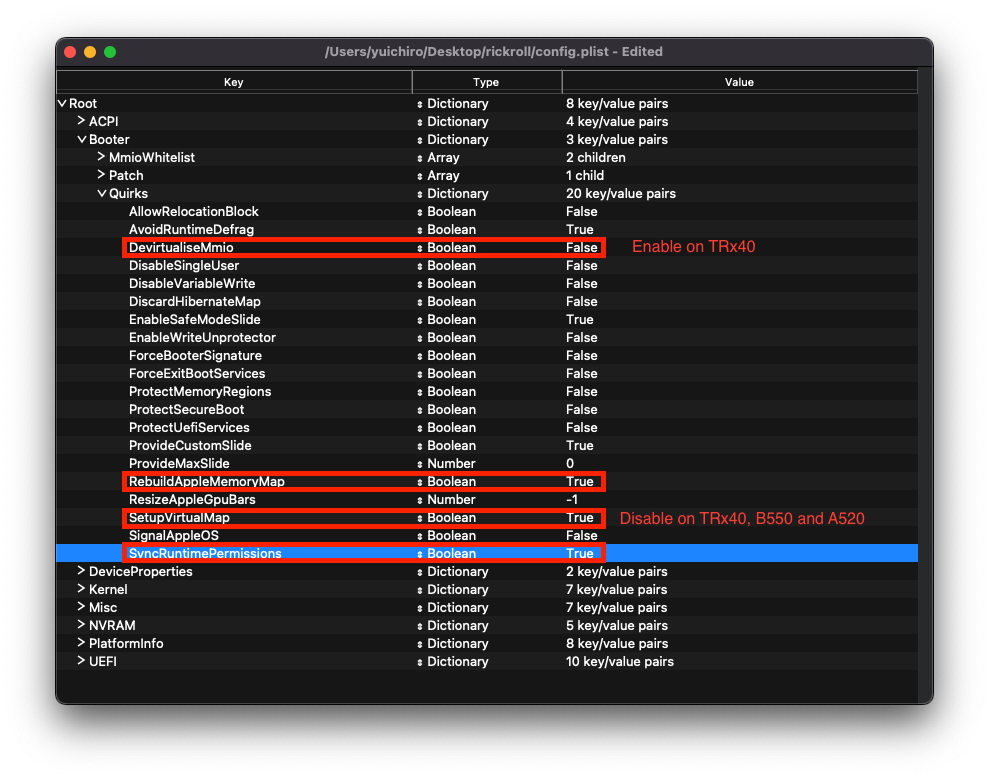 /Users/yuichiro/Desktop/rickroll/config.plist - Edited
Key Type Value
Root Dictionary 8 key/value pairs
ACPI Dictionary 4 key/value pairs
Booter Dictionary 3 key/value pairs
MmioWhitelist Array 2 children
Patch Array 1 child
Quirks Dictionary 20 key/value pairs
AllowRelocationBlock Boolean False
AvoidRuntimeDefrag Boolean True
DevirtualiseMmio Boolean False Enable on TRx40
DisableSingleUser Boolean False
DisableVariableWrite Boolean False
DiscardHibernateMap Boolean False
EnableSafeModeSlide Boolean True
EnableWriteUnprotector Boolean False
ForceBooterSignature Boolean False
ForceExitBootServices Boolean False
ProtectMemoryRegions Boolean False
ProtectSecureBoot Boolean False
ProtectUefiServices Boolean False
ProvideCustomSlide Boolean True
ProvideMaxSlide Number 0
RebuildAppleMemoryMap Boolean True
ResizeAppleGpuBars Number -1
SetupVirtualMap Boolean True Disable on TRx40, B550 and A520
SignalAppleOS Boolean False
SyncRuntimePermissions Boolean True
DeviceProperties Dictionary 2 key/value pairs
Kernel Dictionary 7 key/value pairs
Misc Dictionary 7 key/value pairs
NVRAM Dictionary 5 key/value pairs
PlatformInfo Dictionary 8 key/value pairs
UEFI Dictionary 10 key/value pairs